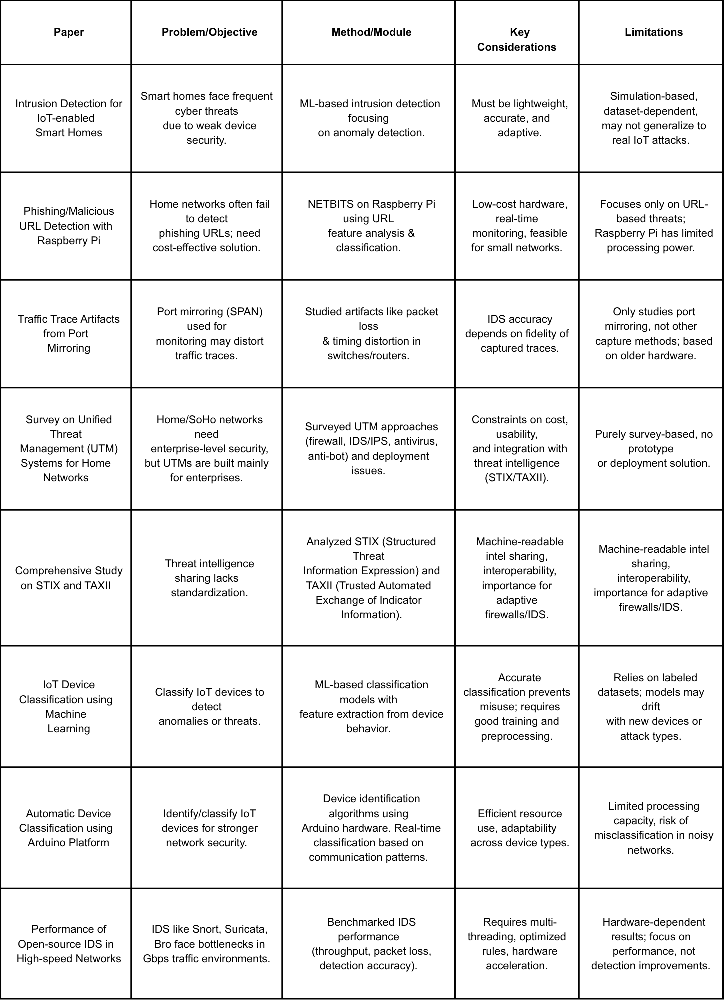 Paper
Problem/Objective
Method/Module
Key
Considerations
Limitations
Intrusion Detection for
IoT-enabled
Smart Homes
Smart homes face frequent
cyber threats
due to weak device
security.
ML-based intrusion detection
focusing
on anomaly detection.
Must be lightweight,
accurate, and
adaptive.
Simulation-based,
dataset-dependent,
may not generalize to
real IoT attacks.
Phishing/Malicious
URL Detection with
Raspberry Pi
Home networks often fail
to detect
phishing URLs; need
cost-effective solution.
NETBITS on Raspberry Pi
using URL
feature analysis &
classification.
Low-cost hardware,
real-time
monitoring, feasible
for small networks.
Focuses only on URL-
based threats;
Raspberry Pi has limited
processing power.
Traffic Trace Artifacts
from Port
Mirroring
Port mirroring (SPAN)
used for
monitoring may distort
traffic traces.
Studied artifacts like packet
loss
& timing distortion in
switches/routers.
IDS accuracy
depends on fidelity of
captured traces.
Only studies port
mirroring, not other
capture methods; based
on older hardware.
Survey on Unified
Threat
Management (UTM)
Systems for Home
Networks
Home/SoHo networks
need
enterprise-level security,
but UTMs are built mainly
for enterprises.
Surveyed UTM approaches
(firewall, IDS/IPS, antivirus,
anti-bot) and deployment
issues.
Constraints on cost,
usability,
and integration with
threat intelligence
(STIX/TAXII).
Purely survey-based, no
prototype
or deployment solution.
Comprehensive Study
on STIX and TAXII
Threat intelligence
sharing lacks
standardization.
Analyzed STIX (Structured
Threat
Information Expression) and
TAXII (Trusted Automated
Exchange of Indicator
Information).
Machine-readable
intel sharing,
interoperability,
importance for
adaptive
firewalls/IDS.
Machine-readable intel
sharing,
interoperability,
importance for adaptive
firewalls/IDS.
IoT Device
Classification using
Machine
Learning
Classify IoT devices to
detect
anomalies or threats.
ML-based classification
models with
feature extraction from device
behavior.
Accurate
classification prevents
misuse; requires
good training and
preprocessing.
Relies on labeled
datasets; models may
drift
with new devices or
attack types.
Automatic Device
Classification using
Arduino Platform
Identify/classify IoT
devices for stronger
network security.
Device identification
algorithms using
Arduino hardware. Real-time
classification based on
communication patterns.
Efficient resource
use, adaptability
across device types.
Limited processing
capacity, risk of
misclassification in noisy
networks.
Performance of
Open-source IDS in
High-speed Networks
IDS like Snort, Suricata,
Bro face bottlenecks in
Gbps traffic environments.
Benchmarked IDS
performance
(throughput, packet loss,
detection accuracy).
Requires multi-
threading, optimized
rules, hardware
acceleration.
Hardware-dependent
results; focus on
performance, not
detection improvements.